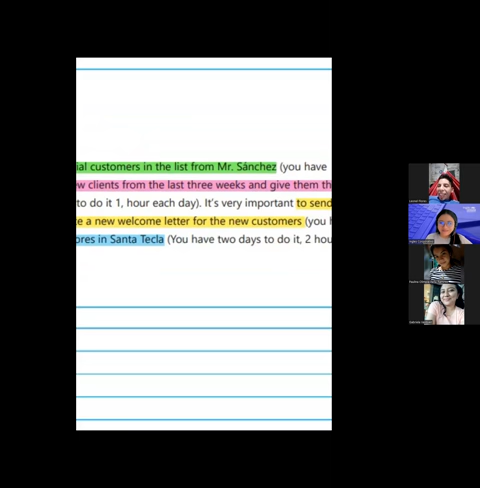 ial customers in the list from Mr. Sánchez (you have
w clients from the last three weeks and give them th
to do it 1, hour each day). It's very important to send
e a new welcome letter for the new customers (you h
ores in Santa Tecla (You have two days to do it, 2 hou